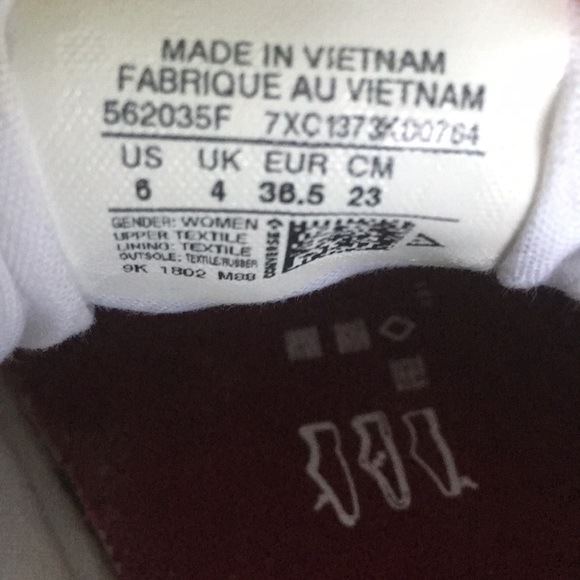 MADE IN VIETNAM
FABRIQUE AU VIETNAM
562035F 7XC1373K00764
US UK EUR CM
6 4 36.5 23
GENDER: WOMEN
UPPER: TEXTILE
LINING: TEXTILE
OUTSOLE: TEXTILE/RUBBER
9K 1802 M88
CONVERSE